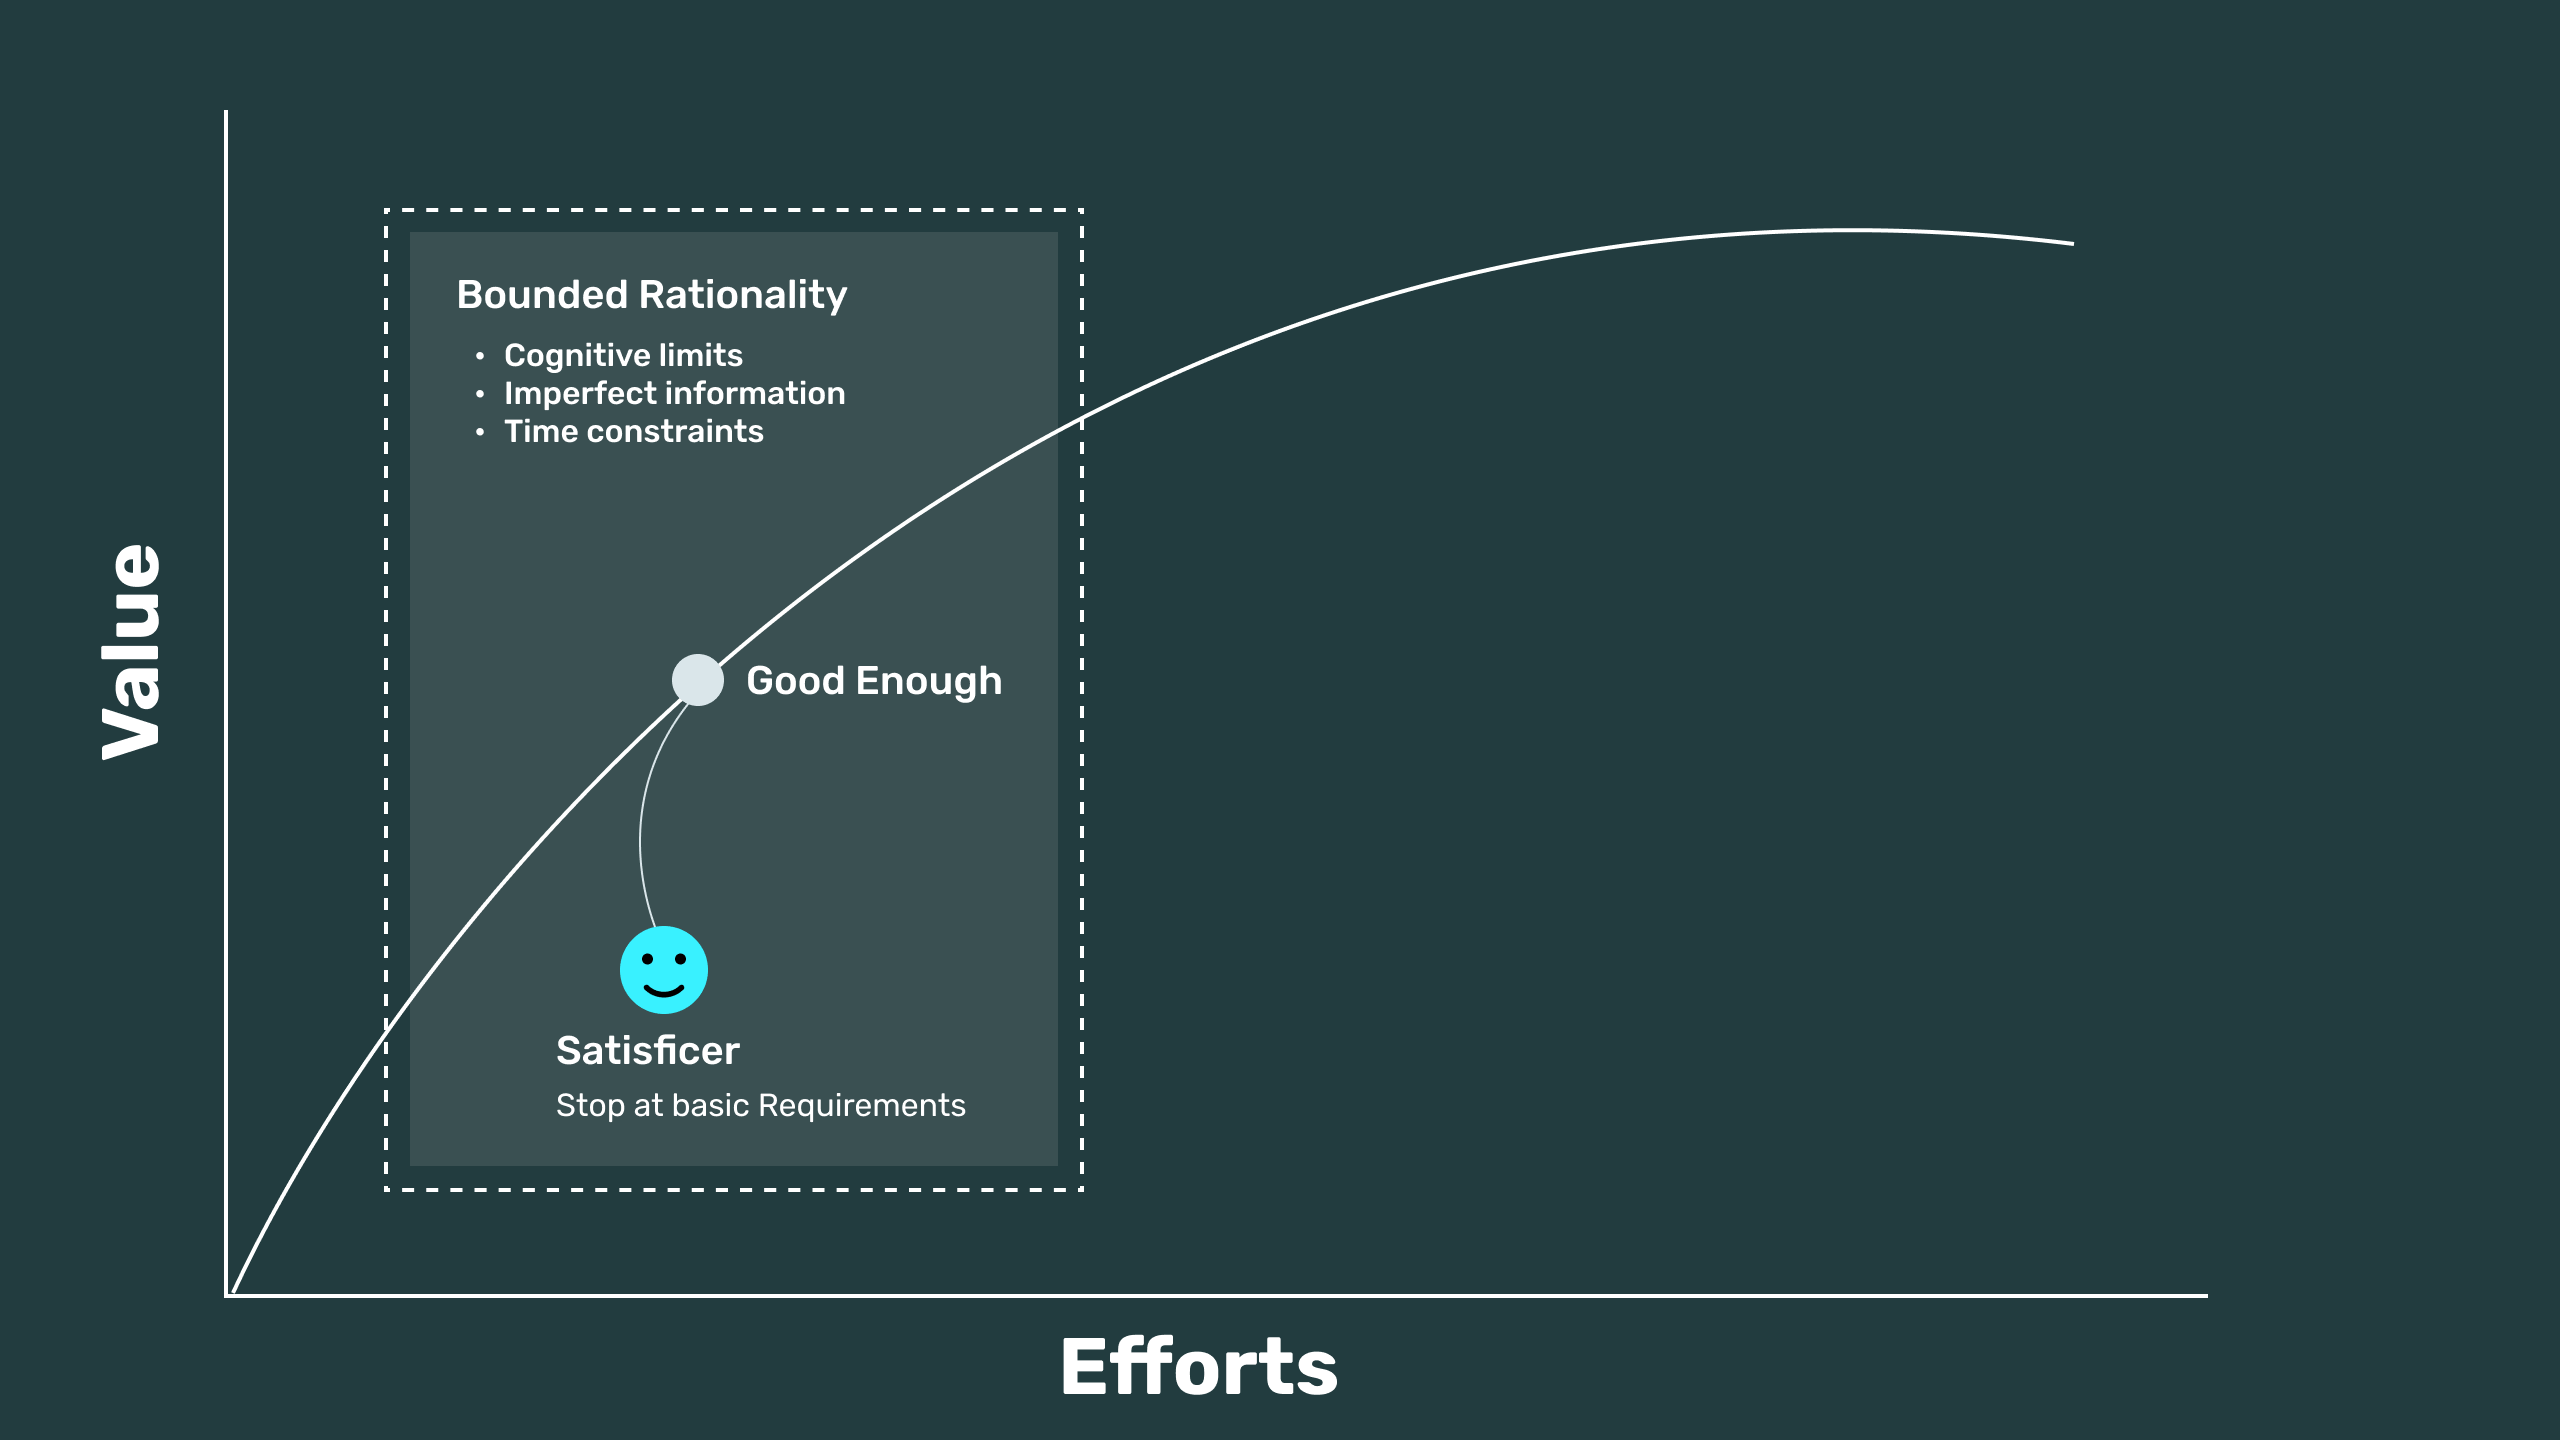 Bounded Rationality
• Cognitive limits
• Imperfect information
• Time constraints
Value
Good Enough
Satisficer
Stop at basic Requirements
Efforts